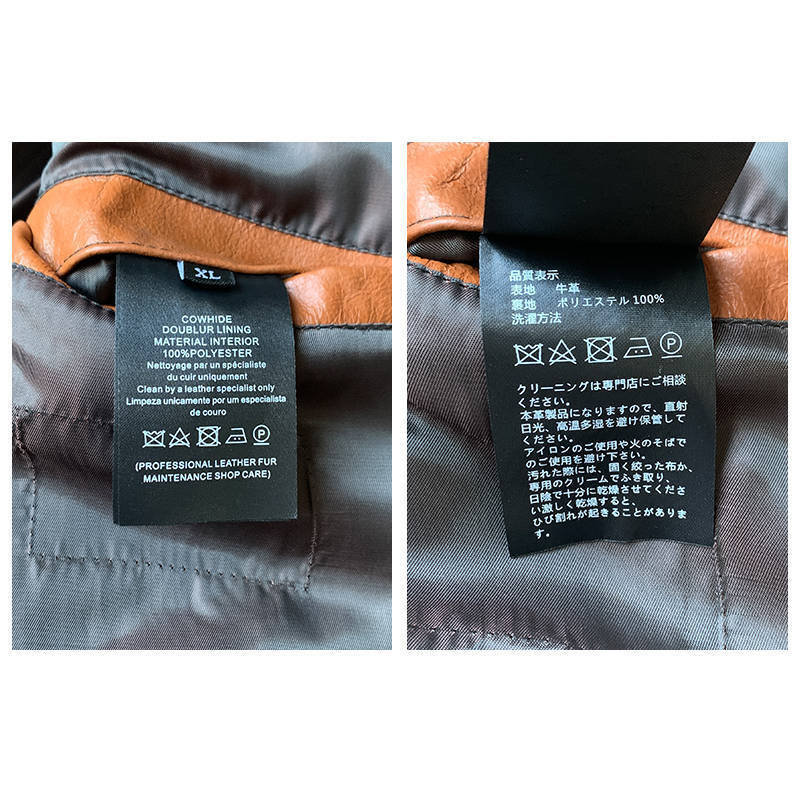 XL
COWHIDE
DOUBLUR LINING
MATERIAL INTERIOR
100%POLYESTER
Nettoyage par un spécialiste
du cuir uniquement
Clean by a leather specialist only
Limpeza unicamente por um especialista
de couro
P
(PROFESSIONAL LEATHER FUR
MAINTENANCE SHOP CARE)
品質表示
表地 牛革
裏地 ポリエステル 100%
洗濯方法
P
クリーニングは専門店にご相談
ください。
本革製品になりますので、直射
日光、高温多湿を避け保管して
ください。
アイロンのご使用や火のそばで
のご使用を避け下さい。
汚れた際には、固く絞った布か、
専用のクリームでふき取り、
日陰で十分に乾燥させてくださ
い激しく乾燥すると、
ひび割れが起きることがありま
す。